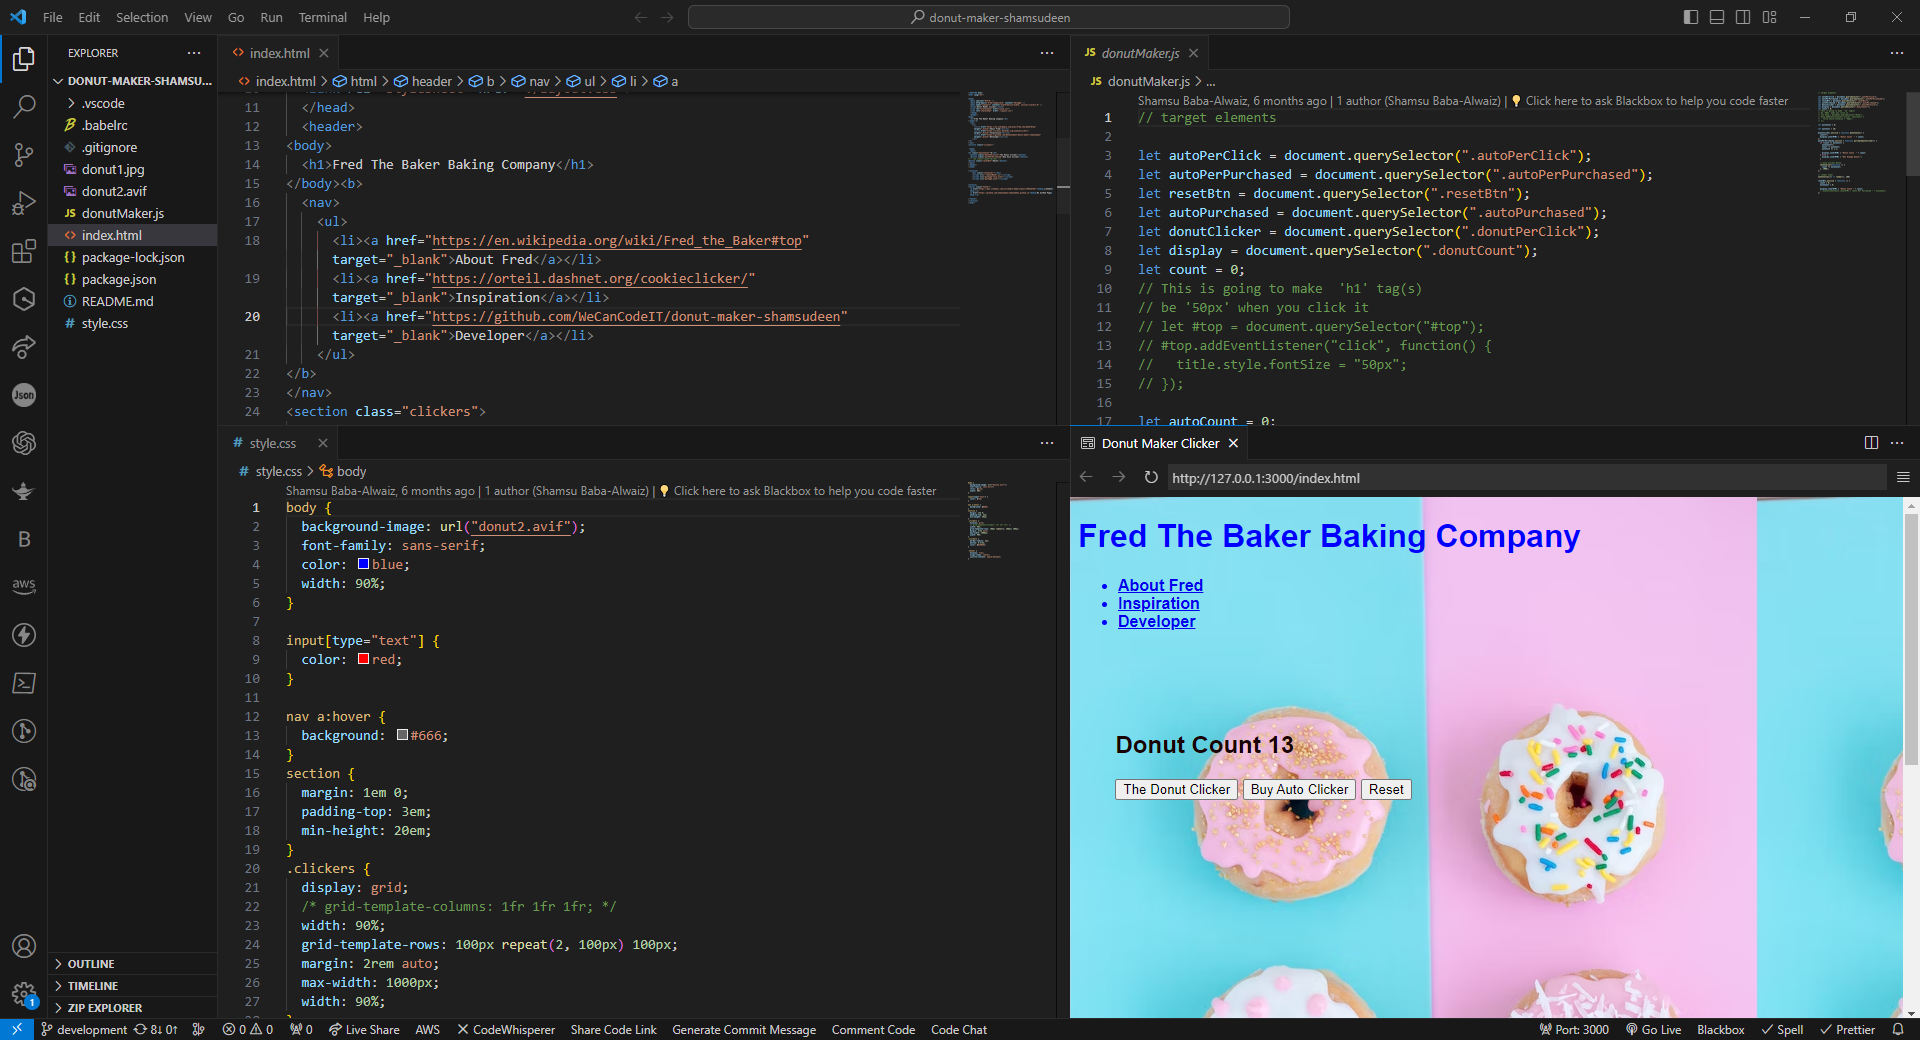 File Edit Selection View Go Run Terminal Help
donut-maker-shamsudeen
EXPLORER
DONUT-MAKER-SHAMSU...
.vscode
.babelrc
.gitignore
donut1.jpg
donut2.avif
JS donutMaker.js
<> index.html
{} package-lock.json
{} package.json
README.md
# style.css
OUTLINE
TIMELINE
ZIP EXPLORER
Json
B
aws
1
<> index.html
<> index.html > html > header > b > nav > ul > li > a
11 </head>
12 <header>
13 <body>
14 <h1>Fred The Baker Baking Company</h1>
15 </body><b>
16 <nav>
17 <ul>
18 <li><a href="https://en.wikipedia.org/wiki/Fred_the_Baker#top"
target="_blank">About Fred</a></li>
19 <li><a href="https://orteil.dashnet.org/cookieclicker/"
target="_blank">Inspiration</a></li>
20 <li><a href="https://github.com/WeCanCodeIT/donut-maker-shamsudeen"
target="_blank">Developer</a></li>
21 </ul>
22 </b>
23 </nav>
24 <section class="clickers">
JS donutMaker.js
JS donutMaker.js > ...
Shamsu Baba-Alwaiz, 6 months ago | 1 author (Shamsu Baba-Alwaiz) | Click here to ask Blackbox to help you code faster
1 // target elements
2
3 let autoPerClick = document.querySelector(".autoPerClick");
4 let autoPerPurchased = document.querySelector(".autoPerPurchased");
5 let resetBtn = document.querySelector(".resetBtn");
6 let autoPurchased = document.querySelector(".autoPurchased");
7 let donutClicker = document.querySelector(".donutPerClick");
8 let display = document.querySelector(".donutCount");
9 let count = 0;
10 // This is going to make  'h1' tag(s)
11 // be '50px' when you click it
12 // let #top = document.querySelector("#top");
13 // #top.addEventListener("click", function() {
14 //   title.style.fontSize = "50px";
15 // });
16
17 let autoCount = 0;
# style.css
# style.css > body
Shamsu Baba-Alwaiz, 6 months ago | 1 author (Shamsu Baba-Alwaiz) | Click here to ask Blackbox to help you code faster
1 body {
2 background-image: url("donut2.avif");
3 font-family: sans-serif;
4 color: blue;
5 width: 90%;
6 }
7
8 input[type="text"] {
9 color: red;
10 }
11
12 nav a:hover {
13 background: #666;
14 }
15 section {
16 margin: 1em 0;
17 padding-top: 3em;
18 min-height: 20em;
19 }
20 .clickers {
21 display: grid;
22 /* grid-template-columns: 1fr 1fr 1fr; */
23 width: 90%;
24 grid-template-rows: 100px repeat(2, 100px) 100px;
25 margin: 2rem auto;
26 max-width: 1000px;
27 width: 90%;
Donut Maker Clicker
http://127.0.0.1:3000/index.html
Fred The Baker Baking Company
About Fred
Inspiration
Developer
Donut Count 13
The Donut Clicker Buy Auto Clicker Reset
development 8↓ 0↑ 0 0 0 Live Share AWS CodeWhisperer Share Code Link Generate Commit Message Comment Code Code Chat Port: 3000 Go Live Blackbox Spell Prettier